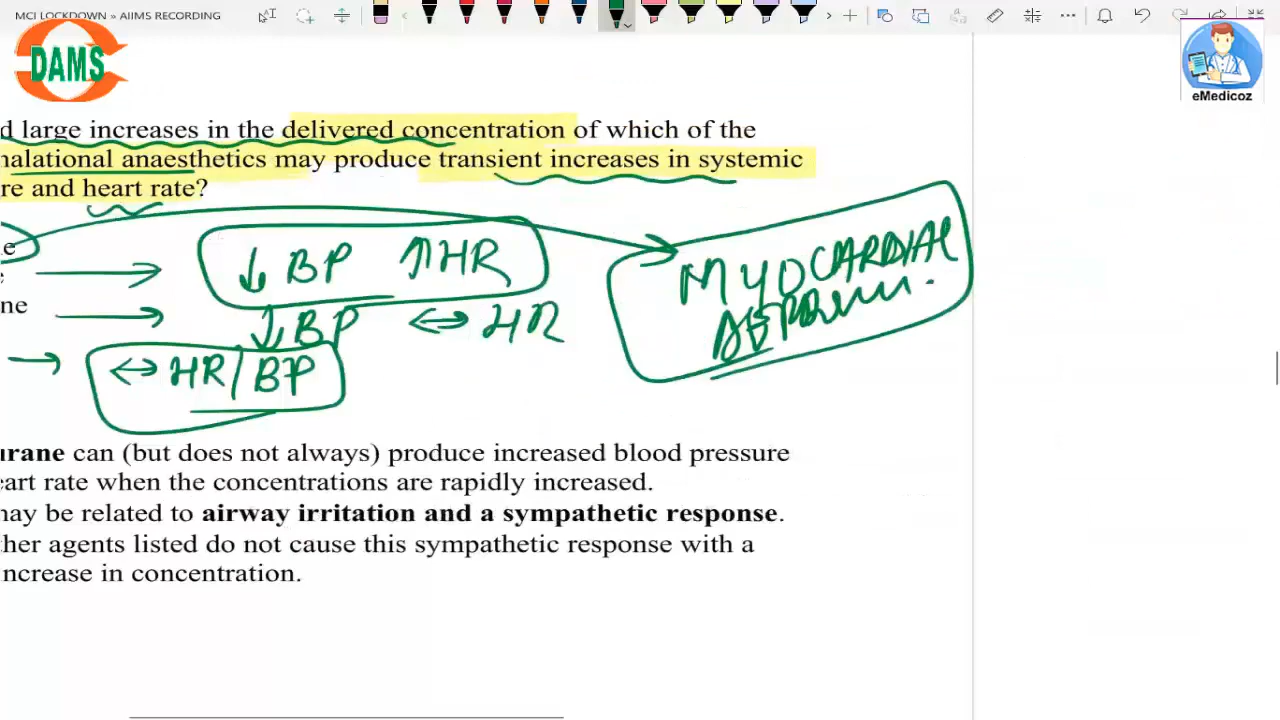 MCI LOCKDOWN » AIIMS RECORDING
DAMS
eMedicoz
d large increases in the delivered concentration of which of the
nalational anaesthetics may produce transient increases in systemic
re and heart rate?
e
↓ BP ↑ HR
MYOCARDIAL
e
ne
↓ BP ↔ HR
↔ HR/BP
urane can (but does not always) produce increased blood pressure
eart rate when the concentrations are rapidly increased.
nay be related to airway irritation and a sympathetic response.
ther agents listed do not cause this sympathetic response with a
ncrease in concentration.